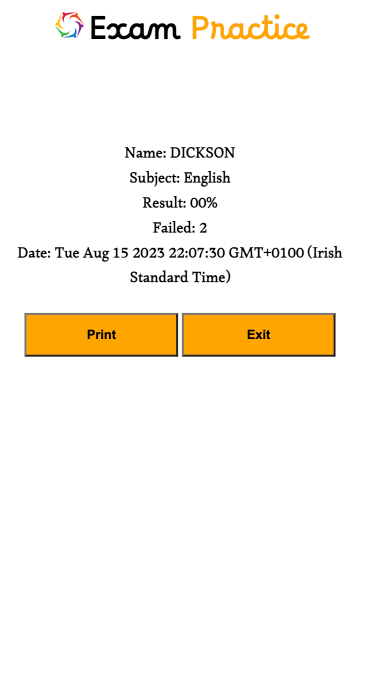 Exam Practice
Name: DICKSON
Subject: English
Result: 00%
Failed: 2
Date: Tue Aug 15 2023 22:07:30 GMT+0100 (Irish
Standard Time)
Print Exit